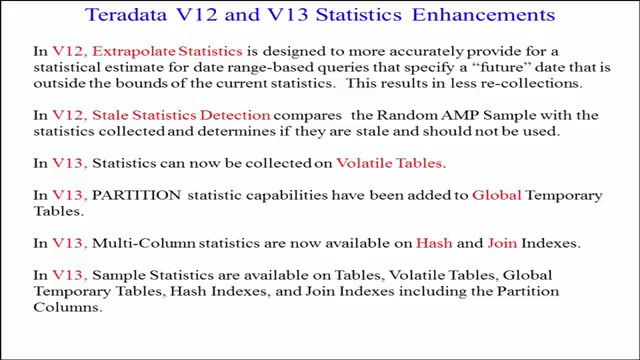 Teradata V12 and V13 Statistics Enhancements
In V12, Extrapolate Statistics is designed to more accurately provide for a
statistical estimate for date range-based queries that specify a “future” date that is
outside the bounds of the current statistics. This results in less re-collections.
In V12, Stale Statistics Detection compares the Random AMP Sample with the
statistics collected and determines if they are stale and should not be used.
In V13, Statistics can now be collected on Volatile Tables.
In V13, PARTITION statistic capabilities have been added to Global Temporary
Tables.
In V13, Multi-Column statistics are now available on Hash and Join Indexes.
In V13, Sample Statistics are available on Tables, Volatile Tables, Global
Temporary Tables, Hash Indexes, and Join Indexes including the Partition
Columns.